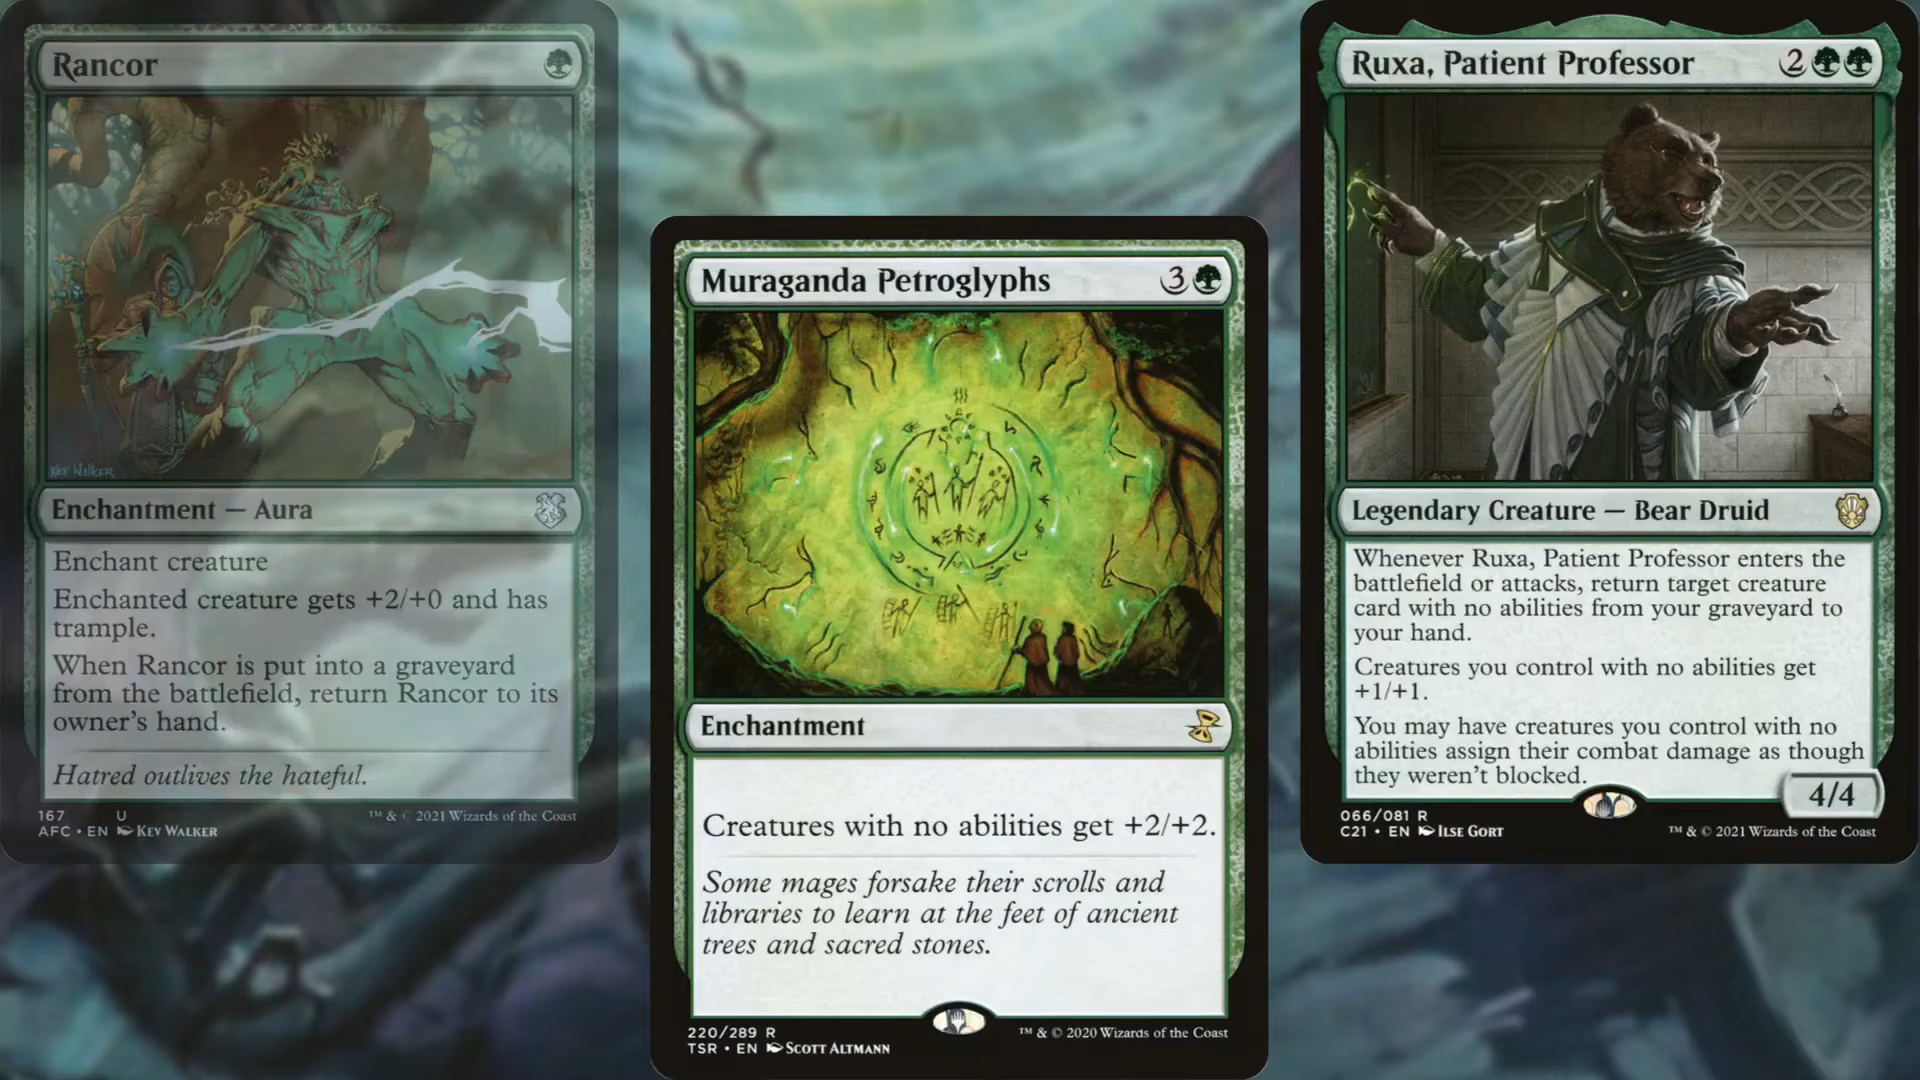 Rancor
KEV WALKER
Enchantment — Aura
Enchant creature
Enchanted creature gets +2/+0 and has
trample.
When Rancor is put into a graveyard
from the battlefield, return Rancor to its
owner's hand.
Hatred outlives the hateful.
167 U
AFC • EN KEV WALKER
™ & © 2021 Wizards of the Coast
Muraganda Petroglyphs 3
Enchantment
Creatures with no abilities get +2/+2.
Some mages forsake their scrolls and
libraries to learn at the feet of ancient
trees and sacred stones.
220/289 R
TSR • EN SCOTT ALTMANN
™ & © 2020 Wizards of the Coast
Ruxa, Patient Professor 2
Legendary Creature — Bear Druid
Whenever Ruxa, Patient Professor enters the
battlefield or attacks, return target creature
card with no abilities from your graveyard to
your hand.
Creatures you control with no abilities get
+1/+1.
You may have creatures you control with no
abilities assign their combat damage as though
they weren't blocked.
4/4
066/081 R
C21 • EN ILSE GORT
™ & © 2021 Wizards of the Coast